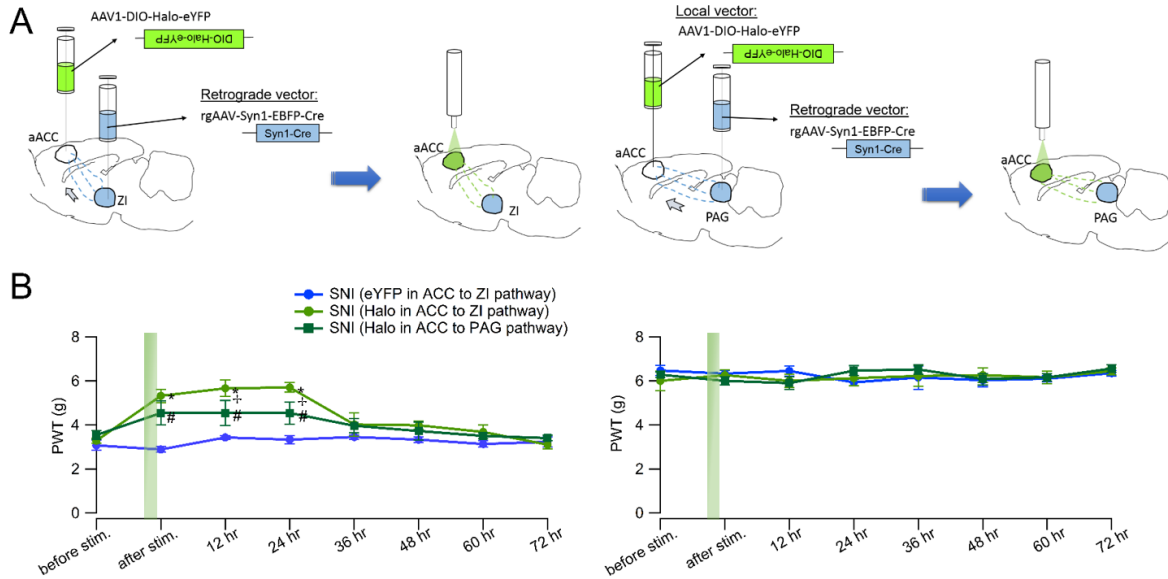 A
AAV1-DIO-Halo-eYFP
DIO-Halo-eYFP
Retrograde vector:
rgAAV-Syn1-EBFP-Cre
Syn1-Cre
aACC
ZI
aACC
ZI
Local vector:
AAV1-DIO-Halo-eYFP
DIO-Halo-eYFP
Retrograde vector:
rgAAV-Syn1-EBFP-Cre
Syn1-Cre
aACC
PAG
aACC
PAG
B
SNI (eYFP in ACC to ZI pathway)
SNI (Halo in ACC to ZI pathway)
SNI (Halo in ACC to PAG pathway)
PWT (g)
8
6
4
2
0
* * *
‡ ‡
# # #
before stim. after stim. 12 hr 24 hr 36 hr 48 hr 60 hr 72 hr
PWT (g)
8
6
4
2
0
before stim. after stim. 12 hr 24 hr 36 hr 48 hr 60 hr 72 hr